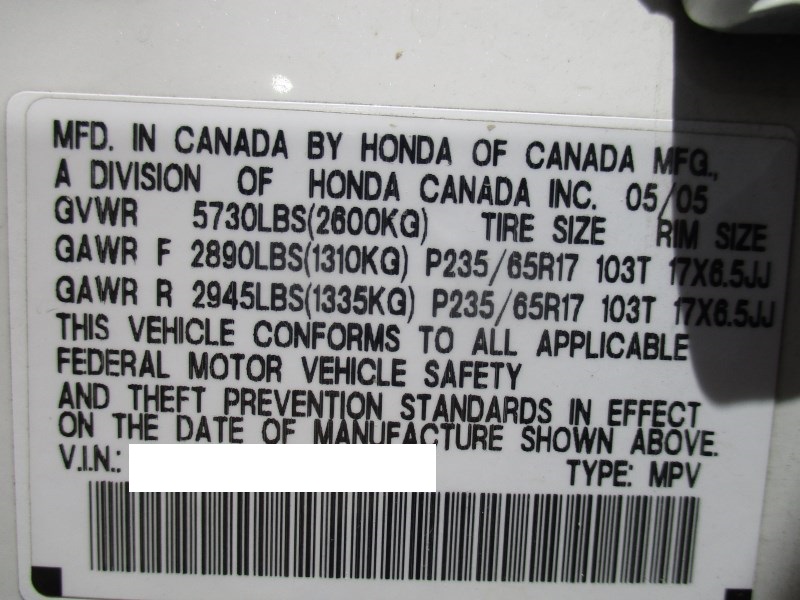 MFD. IN CANADA BY HONDA OF CANADA MFG.,
A DIVISION OF HONDA CANADA INC. 05/05
GVWR 5730LBS(2600KG) TIRE SIZE RIM SIZE
GAWR F 2890LBS(1310KG) P235/65R17 103T 17X6.5JJ
GAWR R 2945LBS(1335KG) P235/65R17 103T 17X6.5JJ
THIS VEHICLE CONFORMS TO ALL APPLICABLE
FEDERAL MOTOR VEHICLE SAFETY
AND THEFT PREVENTION STANDARDS IN EFFECT
ON THE DATE OF MANUFACTURE SHOWN ABOVE.
V.I.N.: TYPE: MPV